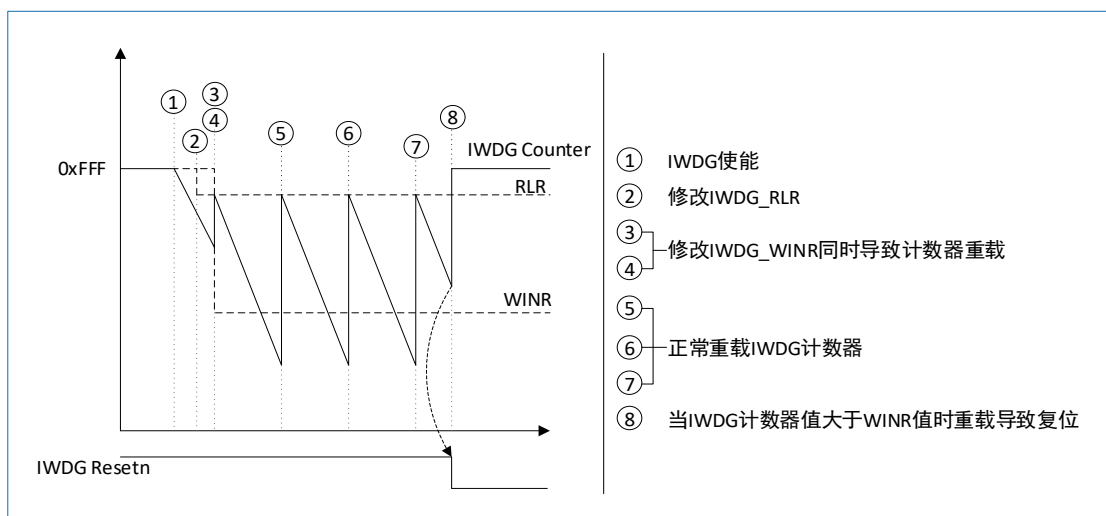 ①
②
③
④
⑤
⑥
⑦
⑧
IWDG Counter
0xFFF
RLR
WINR
IWDG Resetn
① IWDG使能
② 修改IWDG_RLR
③
④
修改IWDG_WINR同时导致计数器重载
⑤
⑥ 正常重载IWDG计数器
⑦
⑧ 当IWDG计数器值大于WINR值时重载导致复位